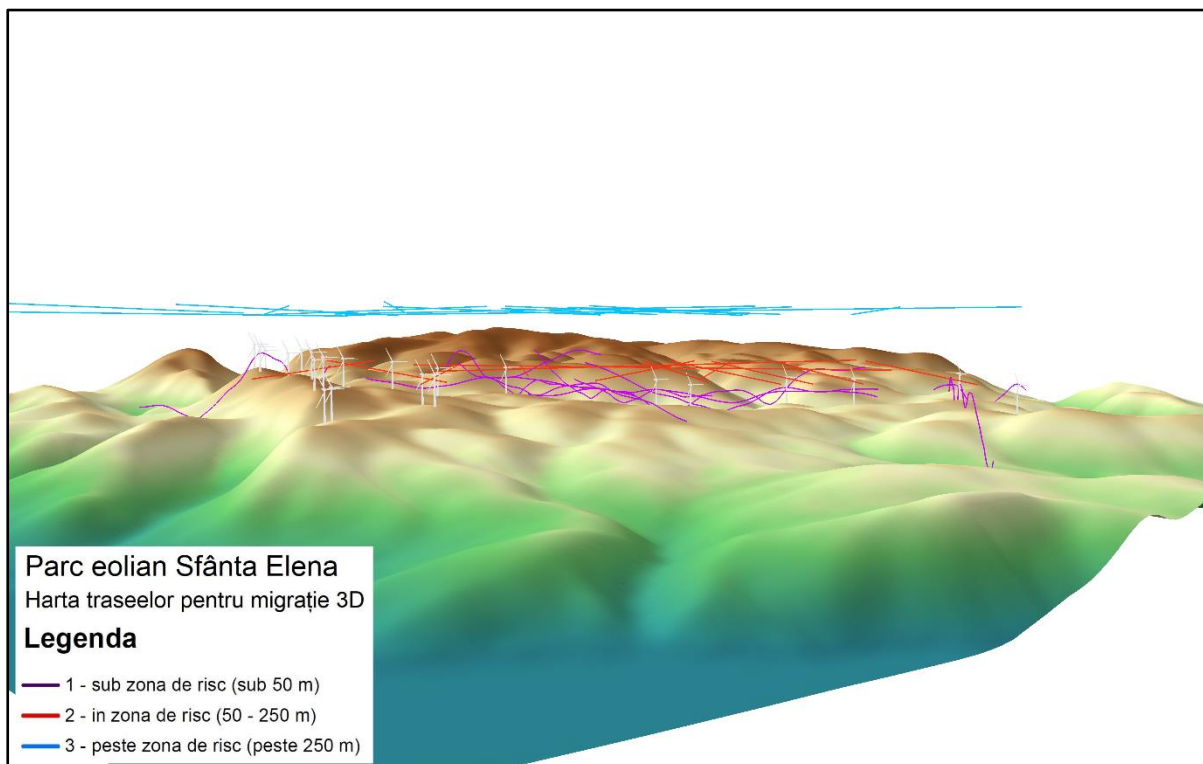 Parc eolian Sfânta Elena
Harta traseelor pentru migrație 3D
Legenda
1 - sub zona de risc (sub 50 m)
2 - in zona de risc (50 - 250 m)
3 - peste zona de risc (peste 250 m)